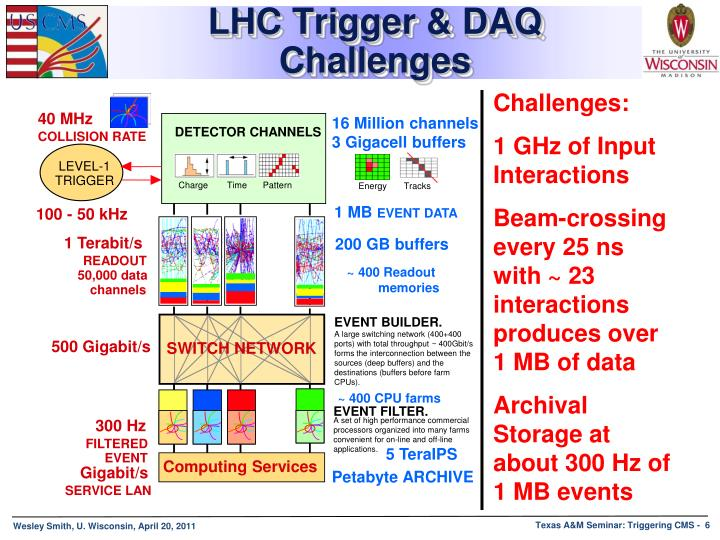 US CMS
LHC Trigger & DAQ
Challenges
THE UNIVERSITY
OF
WISCONSIN
MADISON
40 MHz
COLLISION RATE
LEVEL-1
TRIGGER
100 - 50 kHz
1 Terabit/s
READOUT
50,000 data
channels
500 Gigabit/s
300 Hz
FILTERED
EVENT
Gigabit/s
SERVICE LAN
DETECTOR CHANNELS
Charge Time Pattern
SWITCH NETWORK
Computing Services
16 Million channels
3 Gigacell buffers
Energy Tracks
1 MB EVENT DATA
200 GB buffers
~ 400 Readout
memories
EVENT BUILDER.
A large switching network (400+400
ports) with total throughput ~ 400Gbit/s
forms the interconnection between the
sources (deep buffers) and the
destinations (buffers before farm
CPUs).
~ 400 CPU farms
EVENT FILTER.
A set of high performance commercial
processors organized into many farms
convenient for on-line and off-line
applications.
5 TeraIPS
Petabyte ARCHIVE
Challenges:
1 GHz of Input
Interactions
Beam-crossing
every 25 ns
with ~ 23
interactions
produces over
1 MB of data
Archival
Storage at
about 300 Hz of
1 MB events
Wesley Smith, U. Wisconsin, April 20, 2011
Texas A&M Seminar: Triggering CMS - 6